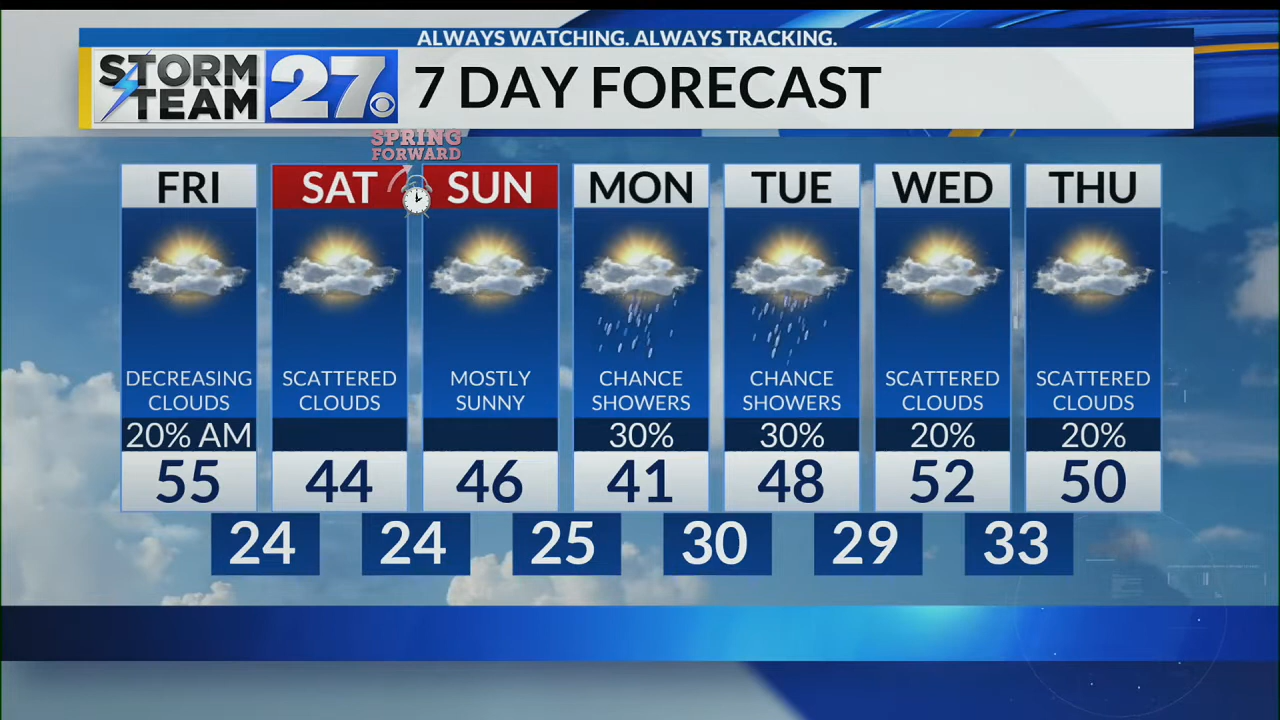 ALWAYS WATCHING. ALWAYS TRACKING.
STORM
TEAM
27
7 DAY FORECAST
SPRING
FORWARD
FRI
SAT
SUN
MON
TUE
WED
THU
DECREASING
CLOUDS
SCATTERED
CLOUDS
MOSTLY
SUNNY
CHANCE
SHOWERS
CHANCE
SHOWERS
SCATTERED
CLOUDS
SCATTERED
CLOUDS
20% AM
30%
30%
20%
20%
55
44
46
41
48
52
50
24
24
25
30
29
33